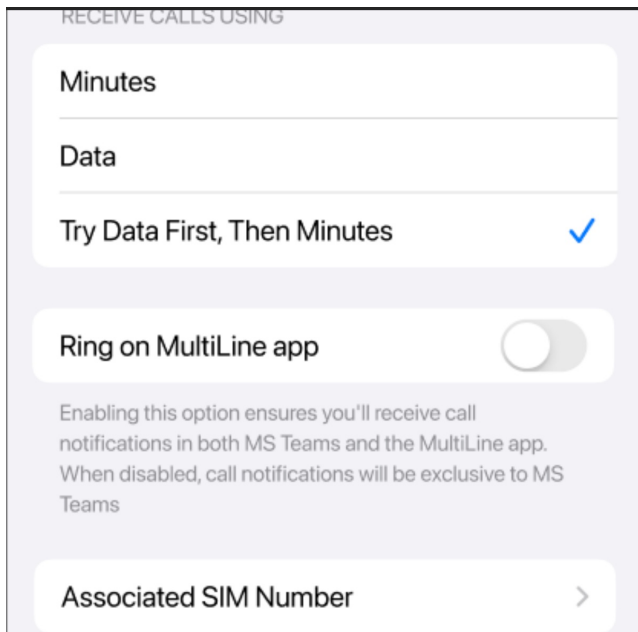 RECEIVE CALLS USING
Minutes
Data
Try Data First, Then Minutes
Ring on MultiLine app
Enabling this option ensures you'll receive call
notifications in both MS Teams and the MultiLine app.
When disabled, call notifications will be exclusive to MS
Teams
Associated SIM Number